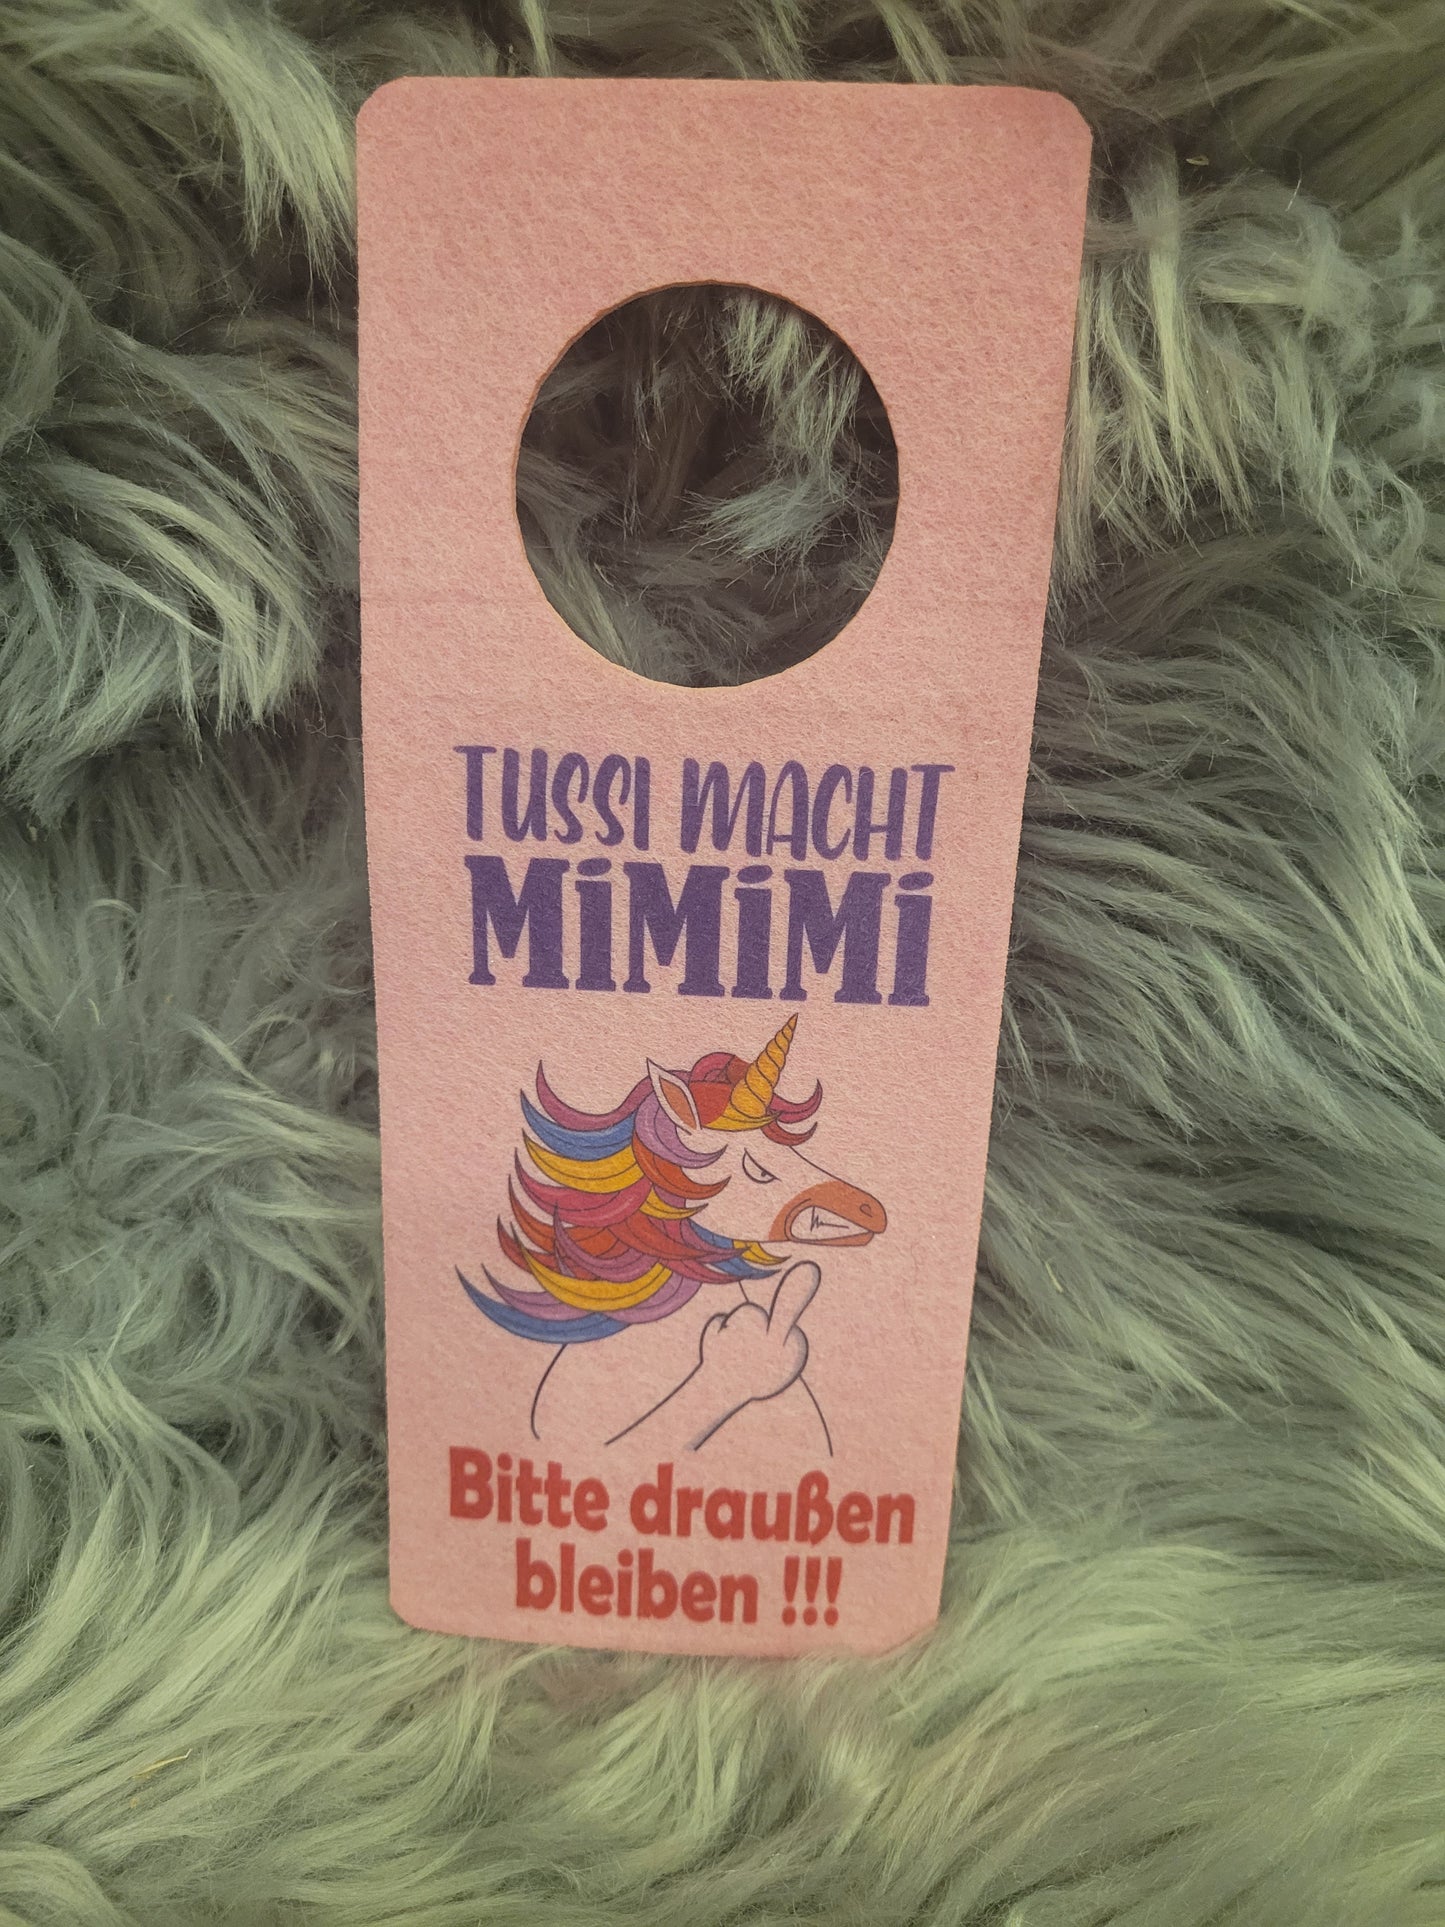 TUSSI MACHT
MiMiMi
Bitte draußen
bleiben !!!